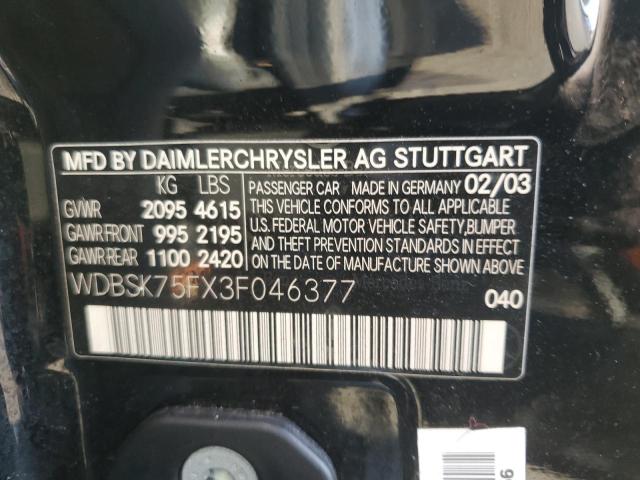 MFD BY DAIMLERCHRYSLER AG STUTTGART
KG LBS
GVWR 2095 4615
GAWR.FRONT 995 2195
GAWR.REAR 1100 2420
PASSENGER CAR MADE IN GERMANY 02/03
THIS VEHICLE CONFORMS TO ALL APPLICABLE
U.S. FEDERAL MOTOR VEHICLE SAFETY,BUMPER
AND THEFT PREVENTION STANDARDS IN EFFECT
ON THE DATE OF MANUFACTURE SHOWN ABOVE
WDBSK75FX3F046377
040